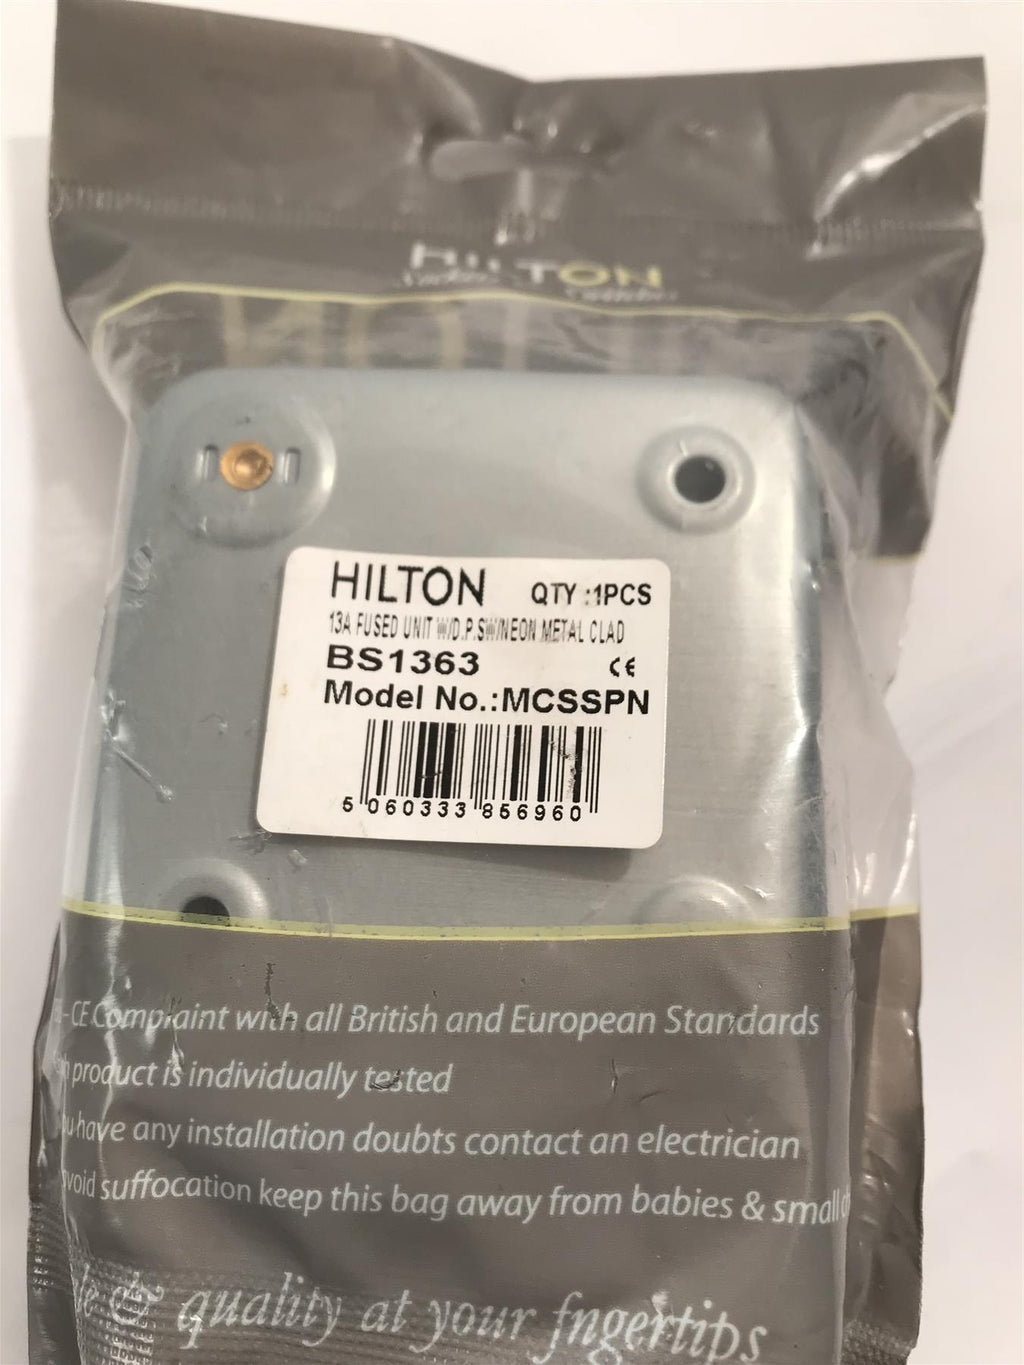 HILTON
HILTON QTY :1PCS
13A FUSED UNIT W/D.P.SW/NEON METAL CLAD
BS1363 CE
Model No.:MCSSPN
5 060333 856960
- CE Complaint with all British and European Standards
product is individually tested
have any installation doubts contact an electrician
suffocation keep this bag away from babies & small
& quality at your fngertips